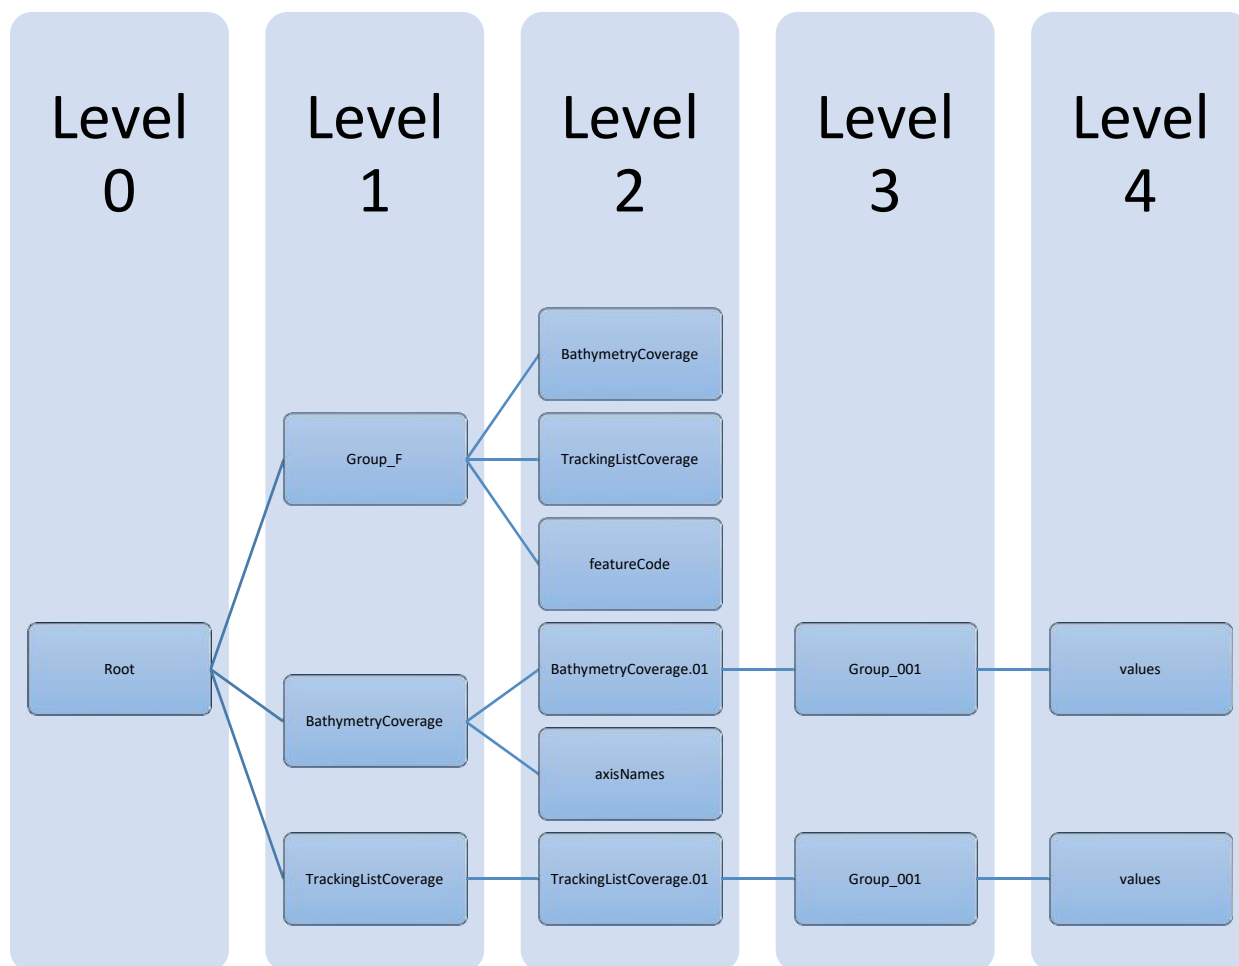 Level
0
Level
1
Level
2
Level
3
Level
4
BathymetryCoverage
Group_F
TrackingListCoverage
featureCode
Root
BathymetryCoverage.01
Group_001
values
BathymetryCoverage
axisNames
TrackingListCoverage
TrackingListCoverage.01
Group_001
values